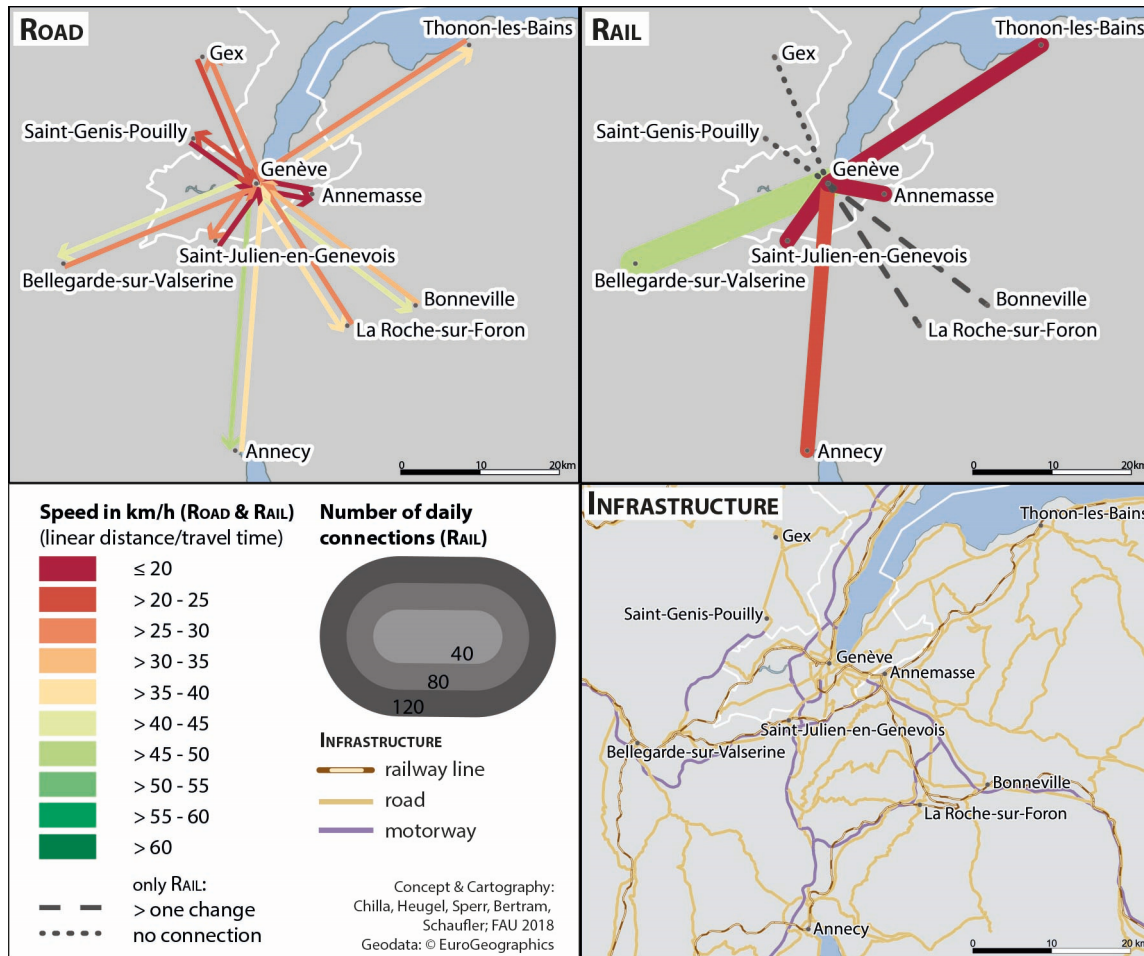 ROAD
Thonon-les-Bains
Gex
Saint-Genis-Pouilly
Genève
Annemasse
Saint-Julien-en-Genevois
Bellegarde-sur-Valserine
Bonneville
La Roche-sur-Foron
Annecy
0 10 20km
RAIL
Thonon-les-Bains
Gex
Saint-Genis-Pouilly
Genève
Annemasse
Saint-Julien-en-Genevois
Bellegarde-sur-Valserine
Bonneville
La Roche-sur-Foron
Annecy
0 10 20km
Speed in km/h (ROAD & RAIL)
(linear distance/travel time)
≤ 20
> 20 - 25
> 25 - 30
> 30 - 35
> 35 - 40
> 40 - 45
> 45 - 50
> 50 - 55
> 55 - 60
> 60
only RAIL:
> one change
no connection
Number of daily
connections (RAIL)
40
80
120
INFRASTRUCTURE
railway line
road
motorway
Concept & Cartography:
Chilla, Heugel, Sperr, Bertram,
Schaufler; FAU 2018
Geodata: © EuroGeographics
INFRASTRUCTURE
Thonon-les-Bains
Gex
Saint-Genis-Pouilly
Genève
Annemasse
Saint-Julien-en-Genevois
Bellegarde-sur-Valserine
Bonneville
La Roche-sur-Foron
Annecy
0 10 20 km